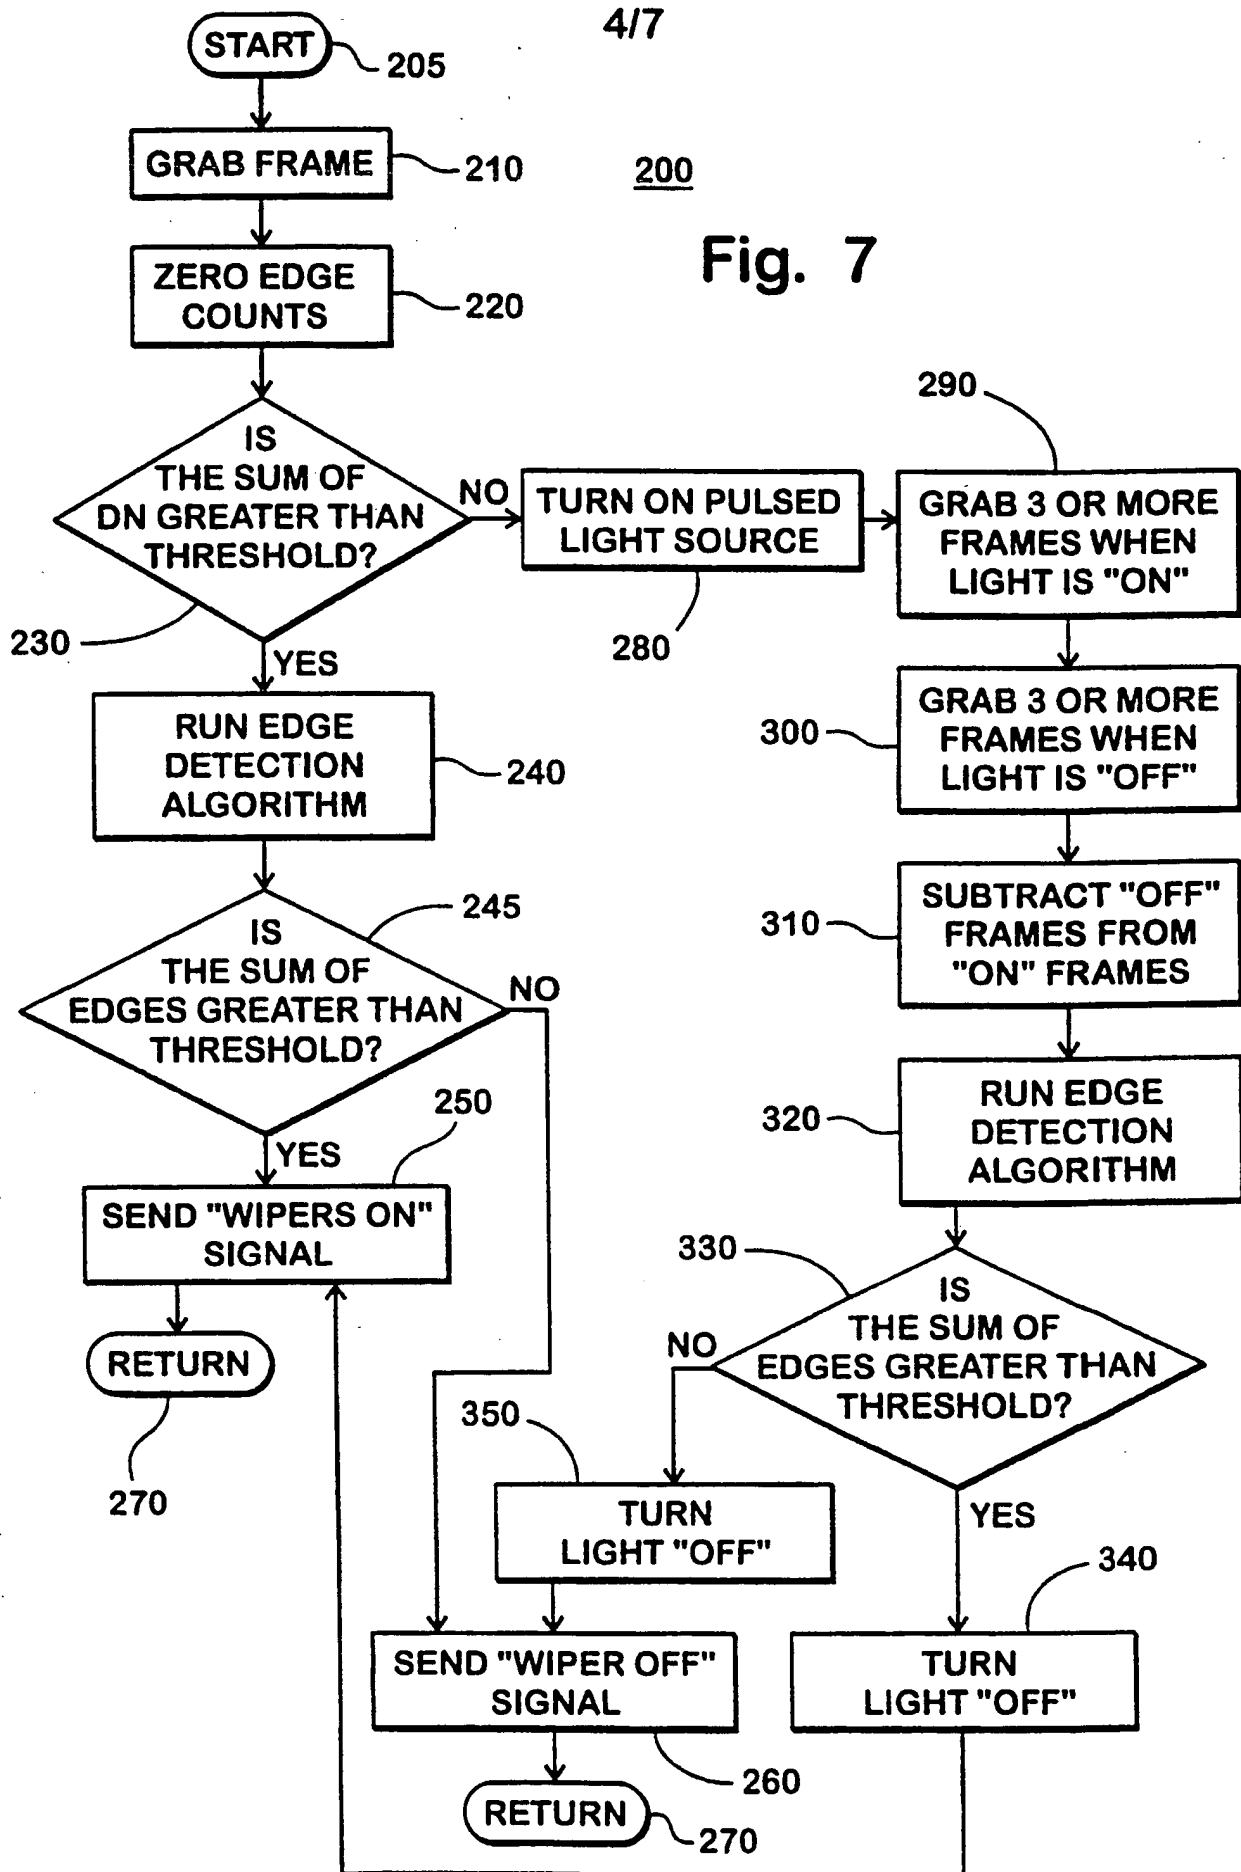 4/7
START
205
GRAB FRAME
210
200
Fig. 7
ZERO EDGE
COUNTS
220
IS
THE SUM OF
DN GREATER THAN
THRESHOLD?
230
NO
TURN ON PULSED
LIGHT SOURCE
280
290
GRAB 3 OR MORE
FRAMES WHEN
LIGHT IS "ON"
YES
RUN EDGE
DETECTION
ALGORITHM
240
300
GRAB 3 OR MORE
FRAMES WHEN
LIGHT IS "OFF"
245
IS
THE SUM OF
EDGES GREATER THAN
THRESHOLD?
NO
310
SUBTRACT "OFF"
FRAMES FROM
"ON" FRAMES
YES
250
SEND "WIPERS ON"
SIGNAL
320
RUN EDGE
DETECTION
ALGORITHM
RETURN
270
330
IS
THE SUM OF
EDGES GREATER THAN
THRESHOLD?
NO
350
TURN
LIGHT "OFF"
YES
340
TURN
LIGHT "OFF"
SEND "WIPER OFF"
SIGNAL
260
RETURN
270